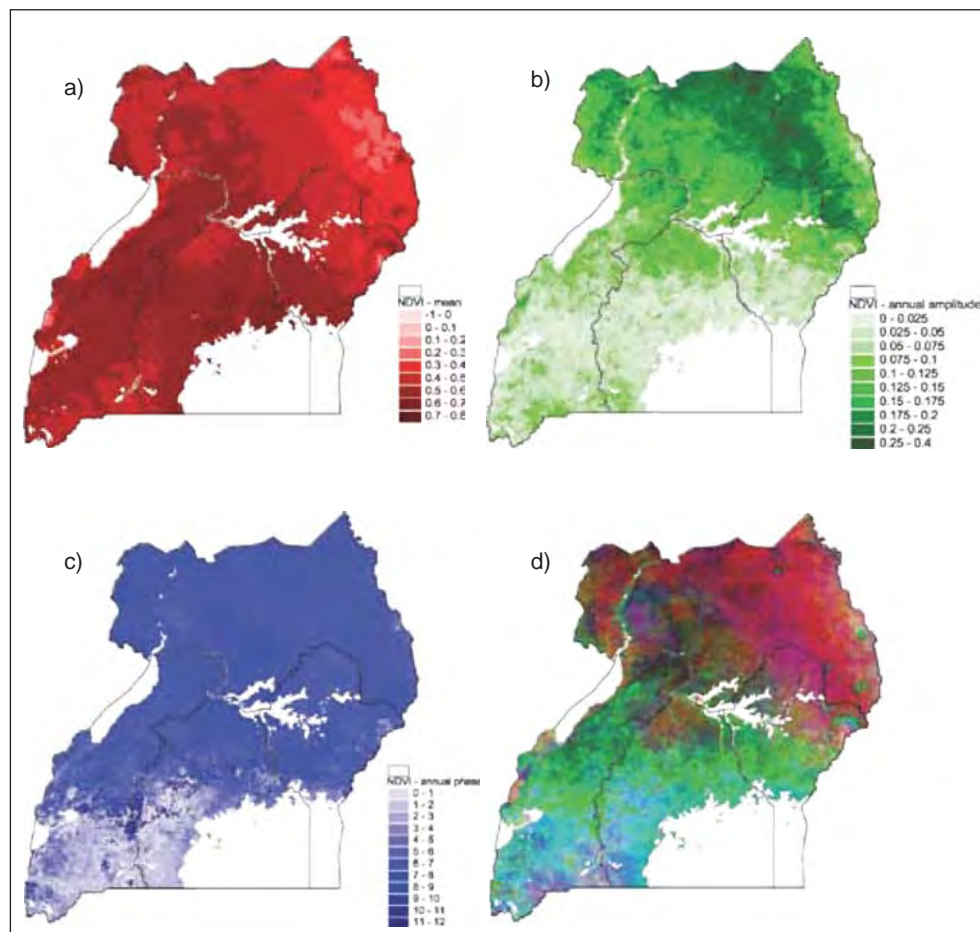 a)
b)
NDVI - mean
-1 - 0
0 - 0.1
0.1 - 0.2
0.2 - 0.3
0.3 - 0.4
0.4 - 0.5
0.5 - 0.6
0.6 - 0.7
0.7 - 0.8
NDVI - annual amplitude
0 - 0.025
0.025 - 0.05
0.05 - 0.075
0.075 - 0.1
0.1 - 0.125
0.125 - 0.15
0.15 - 0.175
0.175 - 0.2
0.2 - 0.25
0.25 - 0.4
c)
d)
NDVI - annual phase
0 - 1
1 - 2
2 - 3
3 - 4
4 - 5
5 - 6
6 - 7
7 - 8
8 - 9
9 - 10
10 - 11
11 - 12